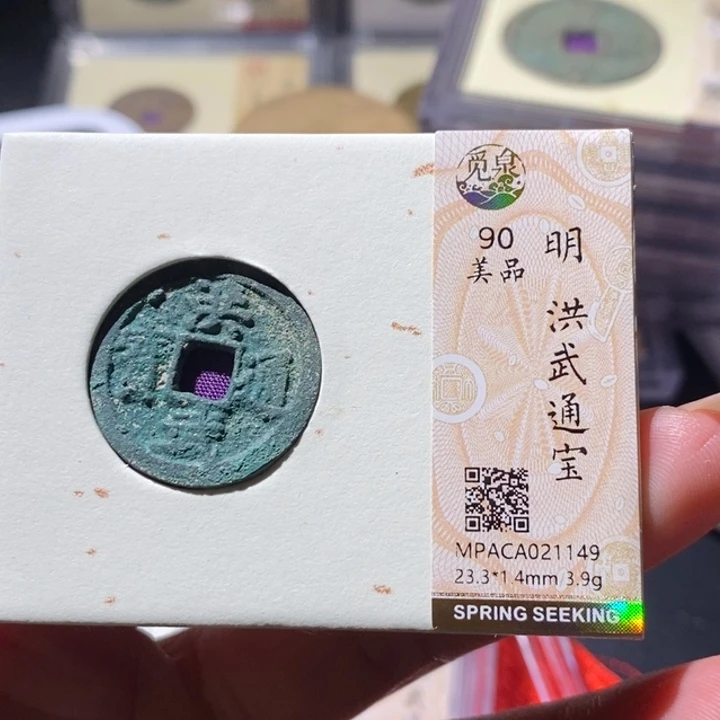 觅泉
90
美品
明 洪武通宝
MPACA021149
23.3*1.4mm 3.9g
SPRING SEEKING